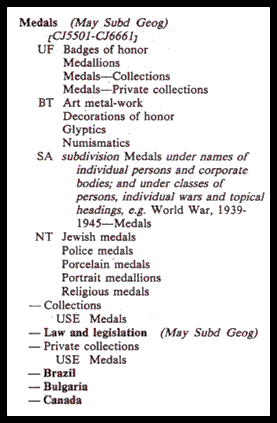 Medals (May Subd Geog)
[CJ5501-CJ6661]
UF Badges of honor
Medallions
Medals—Collections
Medals—Private collections
BT Art metal-work
Decorations of honor
Glyptics
Numismatics
SA subdivision Medals under names of
individual persons and corporate
bodies; and under classes of
persons, individual wars and topical
headings, e.g. World War, 1939-
1945—Medals
NT Jewish medals
Police medals
Porcelain medals
Portrait medallions
Religious medals
— Collections
USE Medals
— Law and legislation (May Subd Geog)
— Private collections
USE Medals
— Brazil
— Bulgaria
— Canada